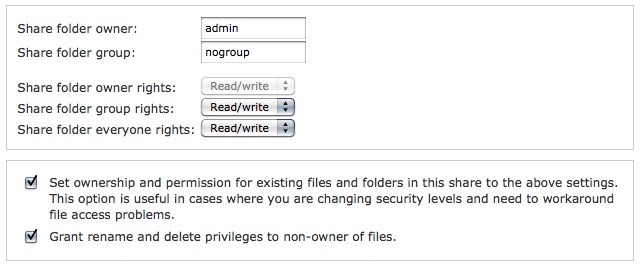 Share folder owner: admin
Share folder group: nogroup
Share folder owner rights: Read/write
Share folder group rights: Read/write
Share folder everyone rights: Read/write
Set ownership and permission for existing files and folders in this share to the above settings.
This option is useful in cases where you are changing security levels and need to workaround
file access problems.
Grant rename and delete privileges to non-owner of files.